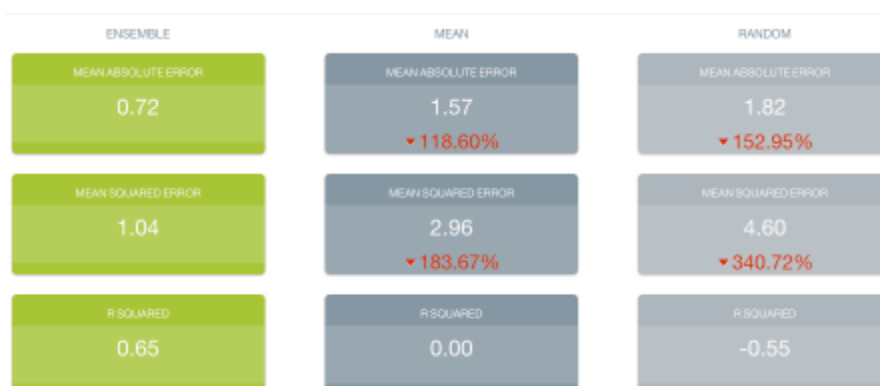 ENSEMBLE MEAN RANDOM
MEAN ABSOLUTE ERROR MEAN ABSOLUTE ERROR MEAN ABSOLUTE ERROR
0.72 1.57 1.82
▼118.60% ▼152.95%
MEAN SQUARED ERROR MEAN SQUARED ERROR MEAN SQUARED ERROR
1.04 2.96 4.60
▼183.67% ▼340.72%
R SQUARED R SQUARED R SQUARED
0.65 0.00 -0.55